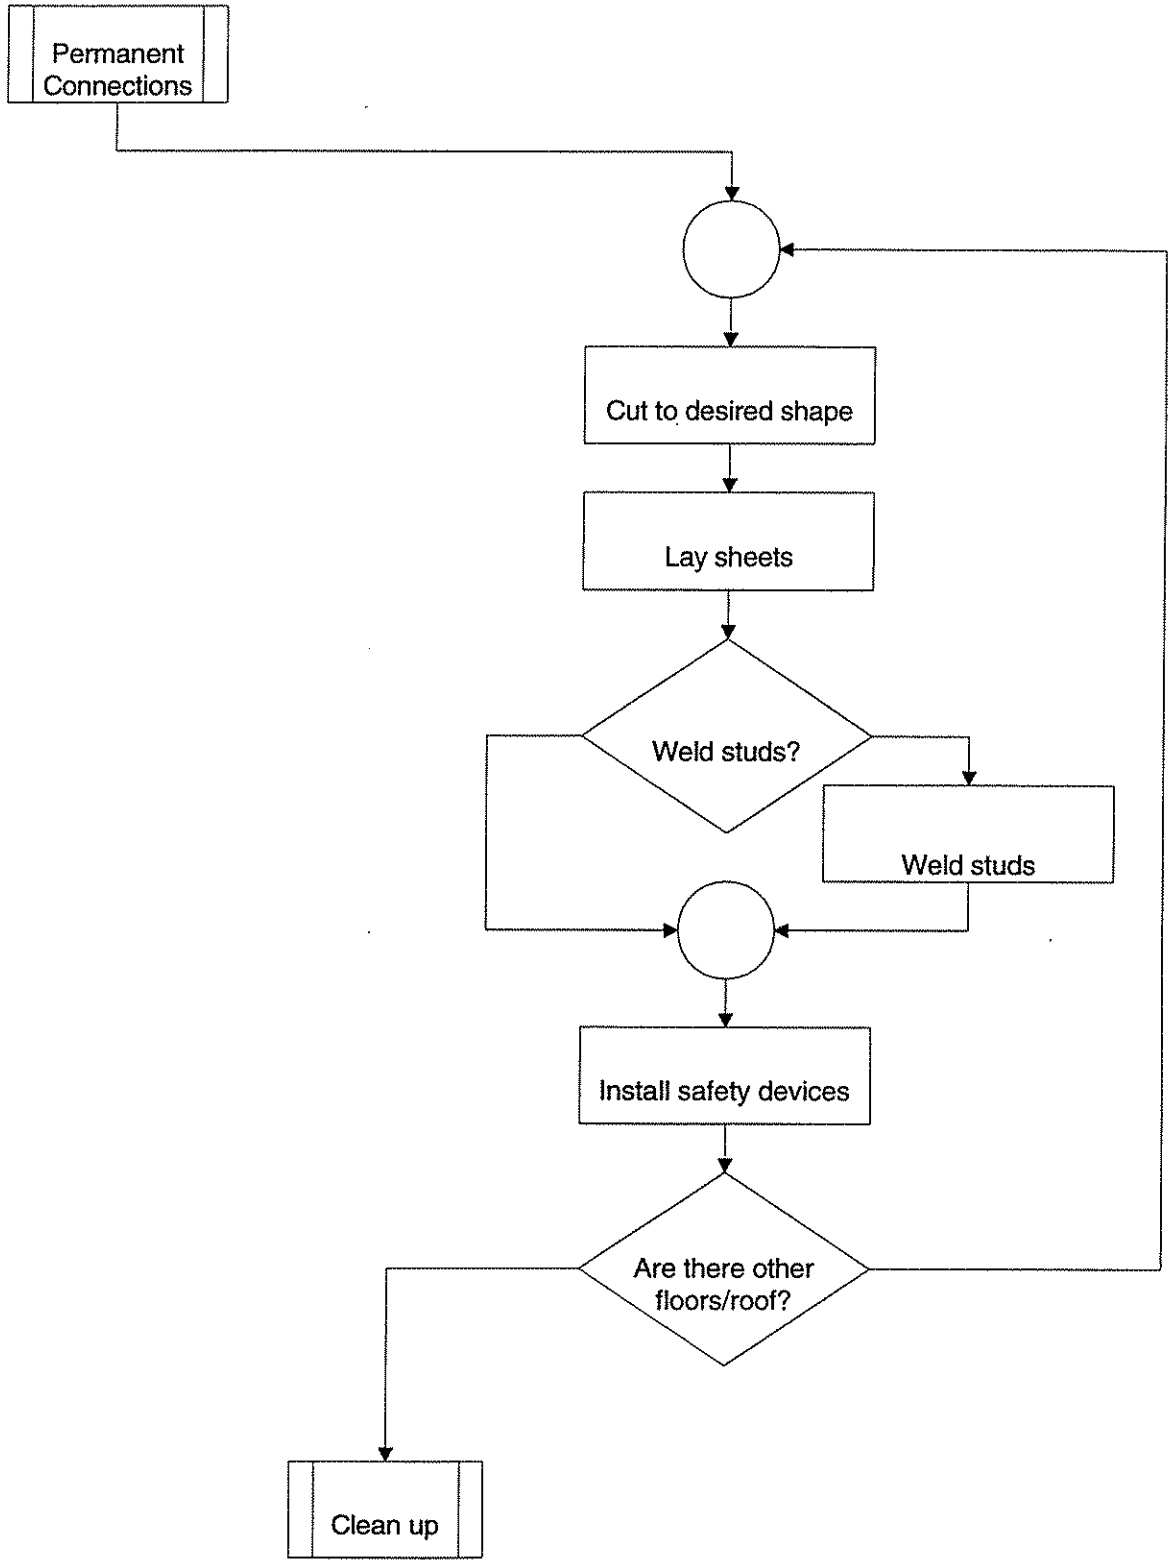 Permanent
Connections
Cut to desired shape
Lay sheets
Weld studs?
Weld studs
Install safety devices
Are there other
floors/roof?
Clean up